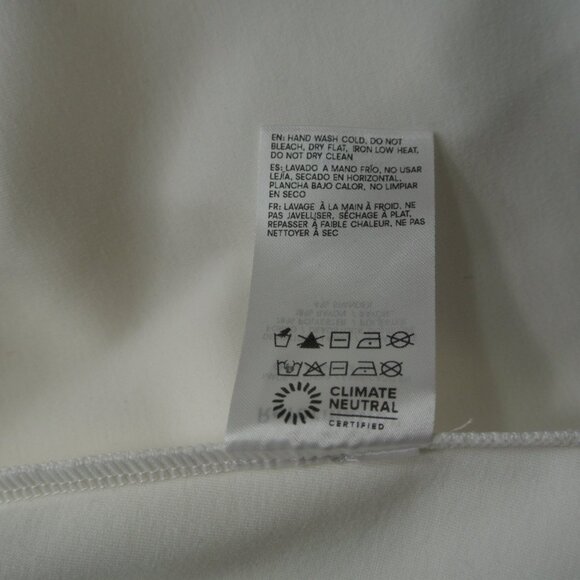 EN: HAND WASH COLD, DO NOT
BLEACH, DRY FLAT, IRON LOW HEAT,
DO NOT DRY CLEAN
ES: LAVADO A MANO FRÍO, NO USAR
LEJÍA, SECADO EN HORIZONTAL,
PLANCHA BAJO CALOR, NO LIMPIAR
EN SECO
FR: LAVAGE À LA MAIN À FROID, NE
PAS JAVELLISER, SÉCHAGE À PLAT,
REPASSER À FAIBLE CHALEUR, NE PAS
NETTOYER À SEC
CLIMATE
NEUTRAL
CERTIFIED